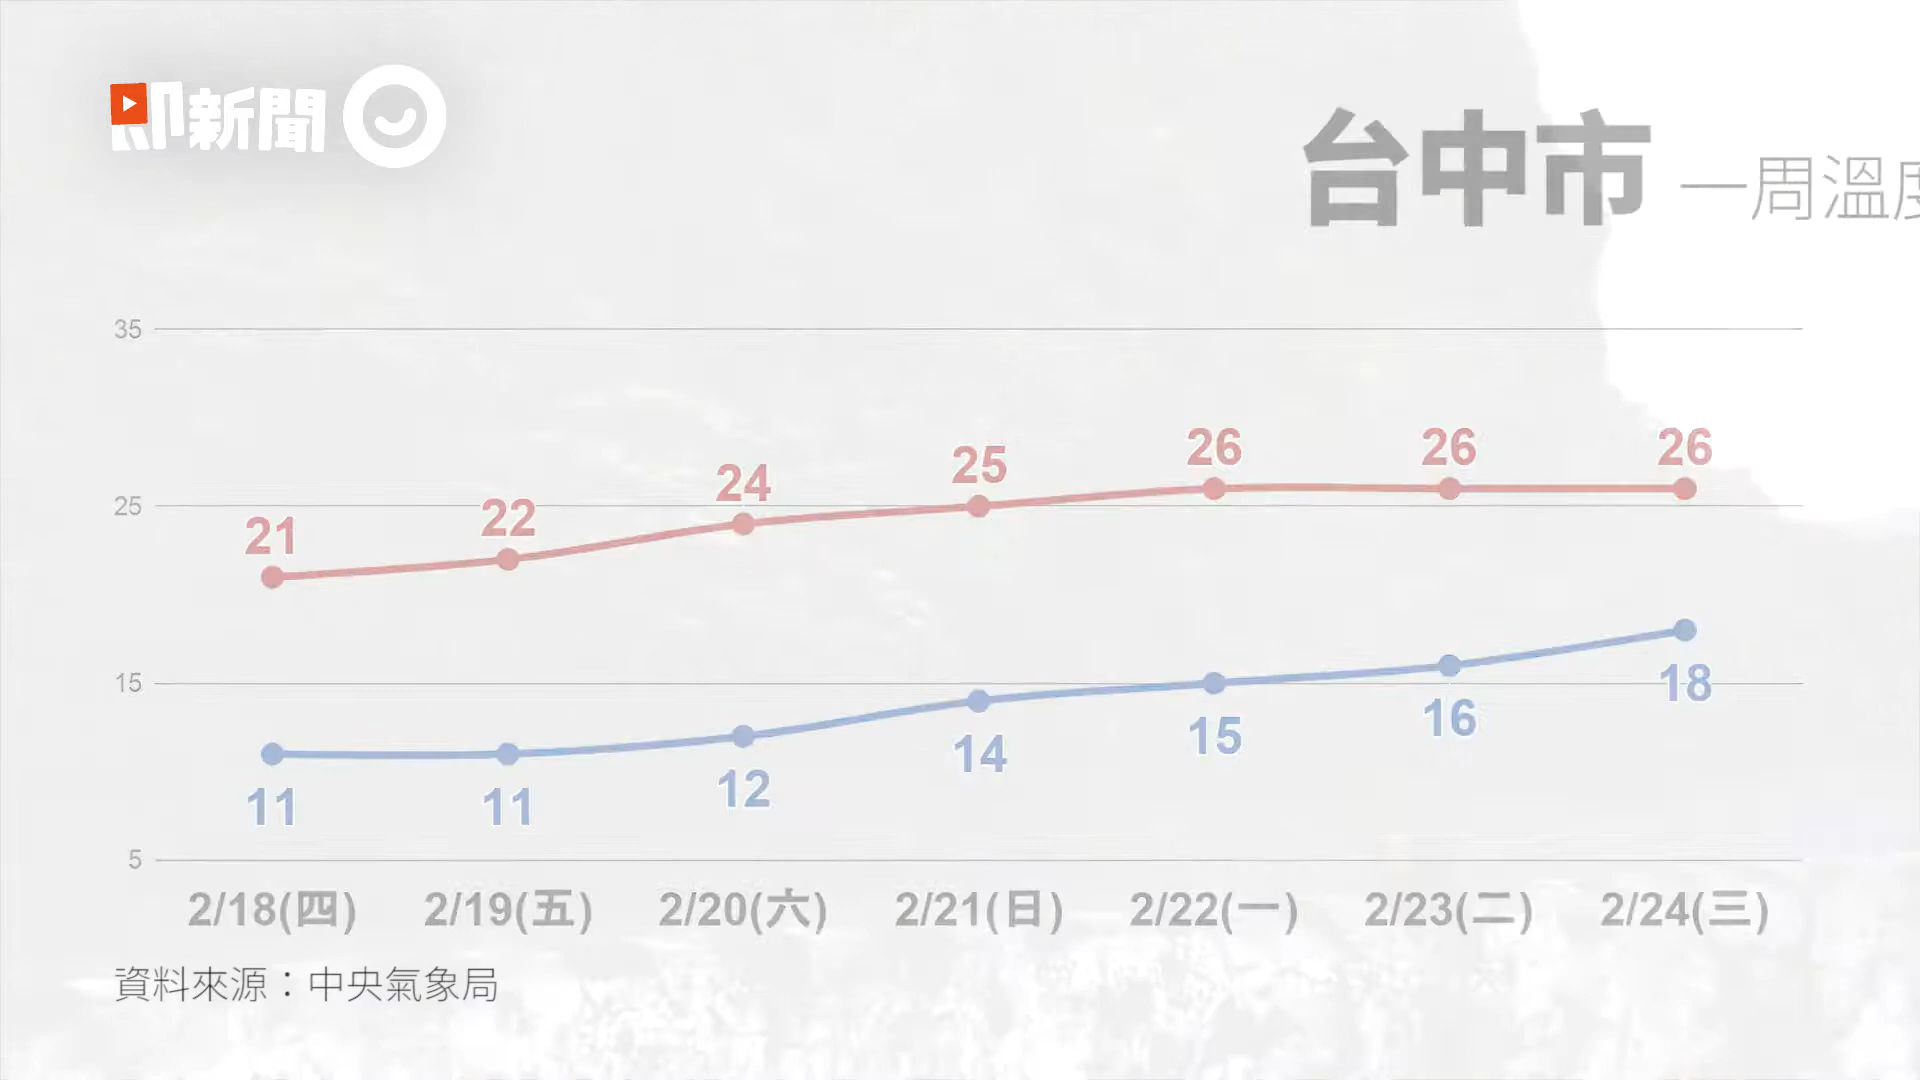 即新聞
台中市 一周溫度
35
25
15
5
21 22 24 25 26 26 26
11 11 12 14 15 16 18
2/18(四) 2/19(五) 2/20(六) 2/21(日) 2/22(一) 2/23(二) 2/24(三)
資料來源：中央氣象局